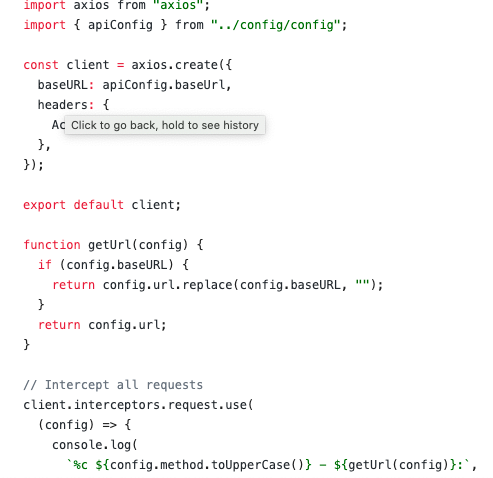 import axios from "axios";
import { apiConfig } from "../config/config";
const client = axios.create({
baseURL: apiConfig.baseUrl,
headers: {
Ac
Click to go back, hold to see history
},
});
export default client;
function getUrl(config) {
if (config.baseURL) {
return config.url.replace(config.baseURL, "");
}
return config.url;
}
// Intercept all requests
client.interceptors.request.use(
(config) => {
console.log(
`%c ${config.method.toUpperCase()} - ${getUrl(config)}:`,